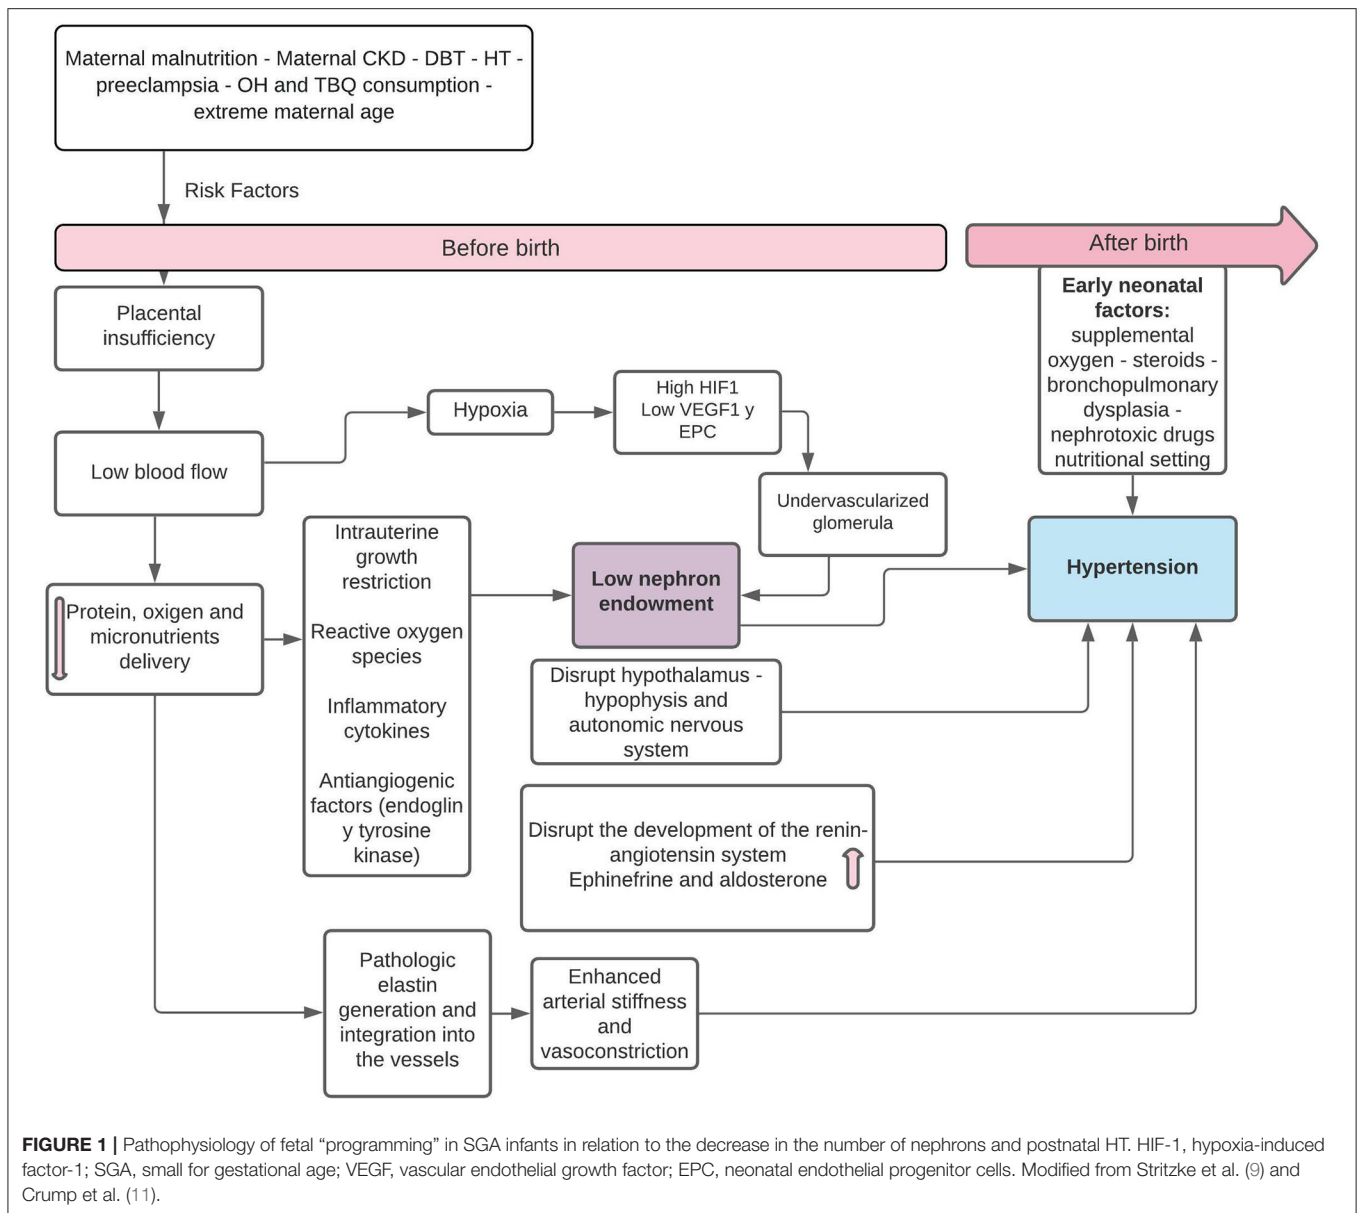 Maternal malnutrition - Maternal CKD - DBT - HT -
preeclampsia - OH and TBQ consumption -
extreme maternal age
Risk Factors
Before birth
After birth
Placental
insufficiency
Low blood flow
Hypoxia
High HIF1
Low VEGF1 y
EPC
Undervascularized
glomerula
Early neonatal
factors:
supplemental
oxygen - steroids -
bronchopulmonary
dysplasia -
nephrotoxic drugs
nutritional setting
Protein, oxigen and
micronutrients
delivery
Intrauterine
growth
restriction
Reactive oxygen
species
Inflammatory
cytokines
Antiangiogenic
factors (endoglin
y tyrosine
kinase)
Low nephron
endowment
Hypertension
Disrupt hypothalamus -
hypophysis and
autonomic nervous
system
Disrupt the development of the renin-
angiotensin system
Ephinefrine and aldosterone
Pathologic
elastin
generation and
integration into
the vessels
Enhanced
arterial stiffness
and
vasoconstriction
FIGURE 1 | Pathophysiology of fetal “programming” in SGA infants in relation to the decrease in the number of nephrons and postnatal HT. HIF-1, hypoxia-induced
factor-1; SGA, small for gestational age; VEGF, vascular endothelial growth factor; EPC, neonatal endothelial progenitor cells. Modified from Stritzke et al. (9) and
Crump et al. (11).